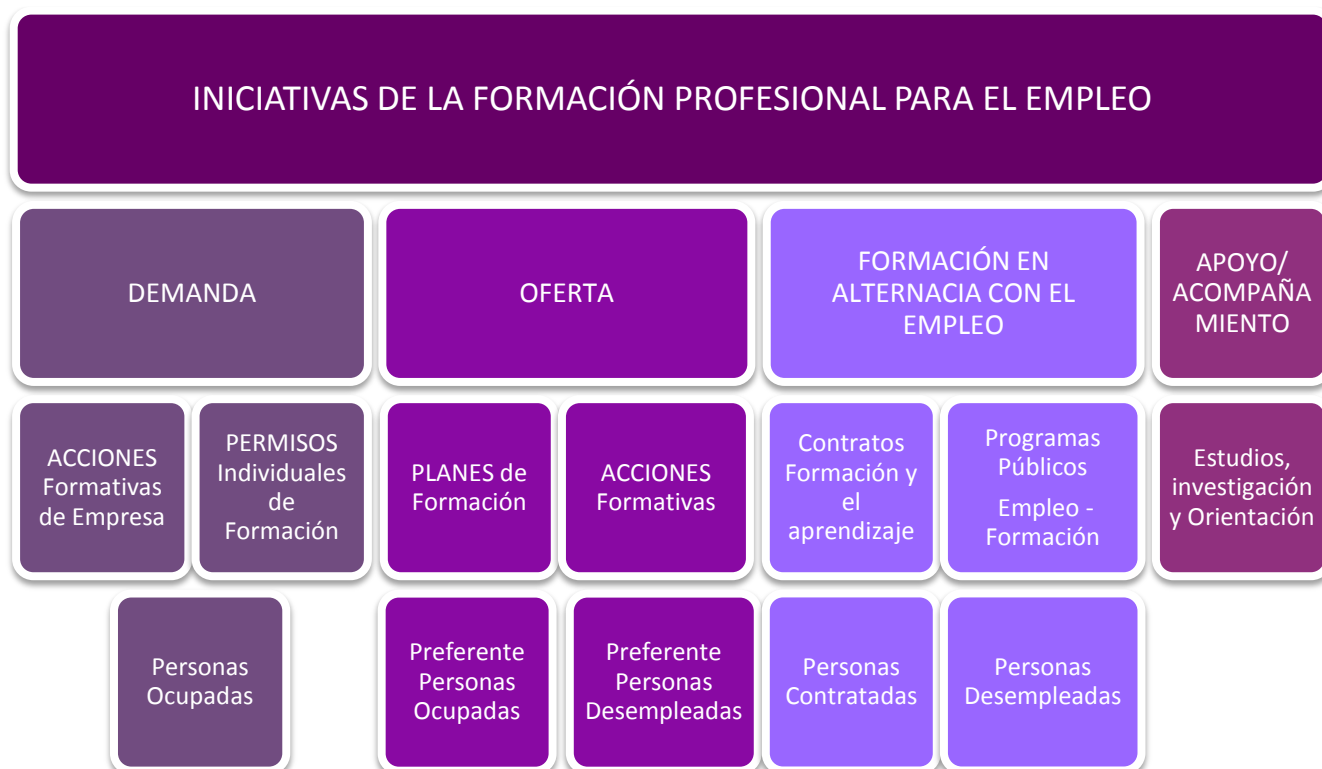 INICIATIVAS DE LA FORMACIÓN PROFESIONAL PARA EL EMPLEO
DEMANDA
OFERTA
FORMACIÓN EN
ALTERNACIA CON EL
EMPLEO
APOYO/
ACOMPAÑA
MIENTO
ACCIONES
Formativas
de Empresa
PERMISOS
Individuales
de
Formación
PLANES de
Formación
ACCIONES
Formativas
Contratos
Formación y
el
aprendizaje
Programas
Públicos
Empleo -
Formación
Estudios,
investigación
y Orientación
Personas
Ocupadas
Preferente
Personas
Ocupadas
Preferente
Personas
Desempleadas
Personas
Contratadas
Personas
Desempleadas